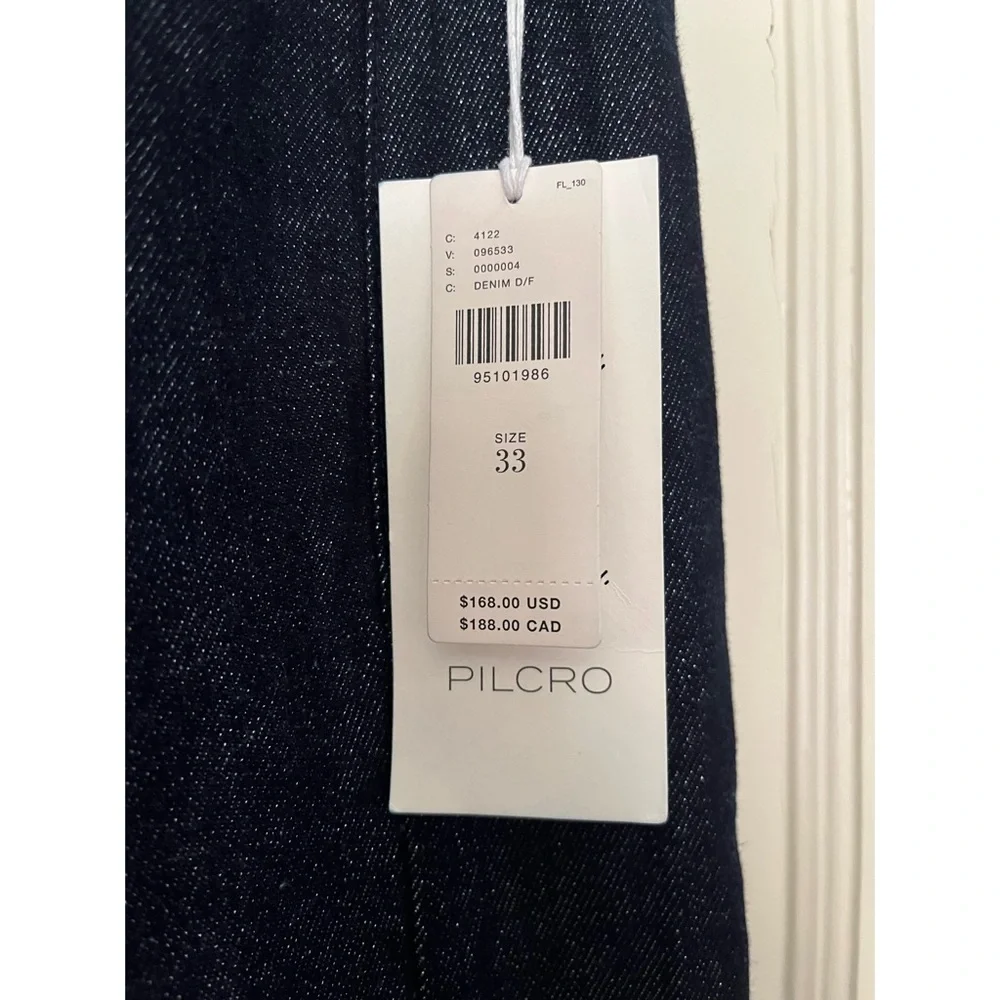 FL_130
C: 4122
V: 096533
S: 0000004
C: DENIM D/F
95101986
SIZE
33
$168.00 USD
$188.00 CAD
PILCRO